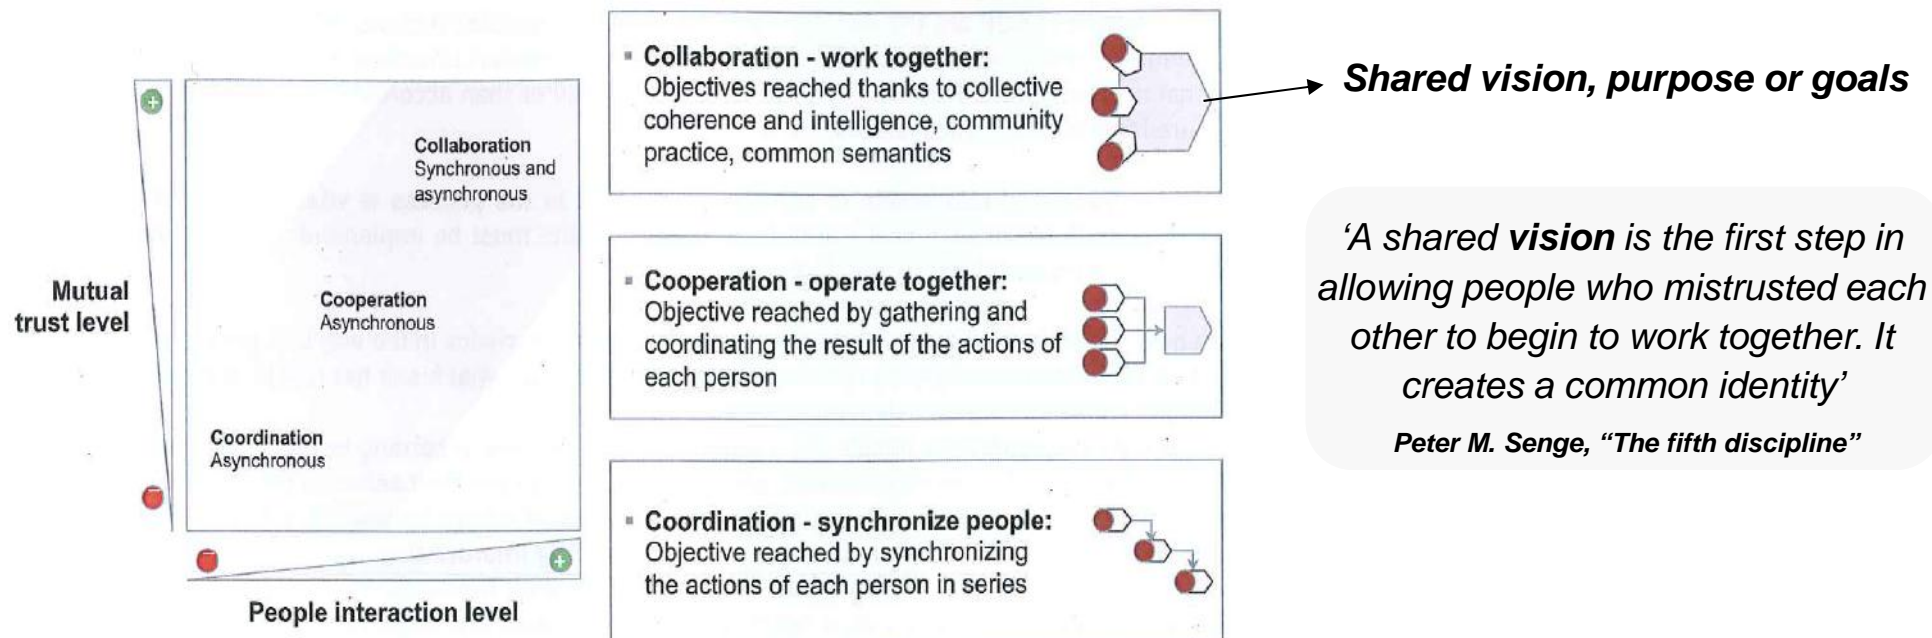 Mutual
trust level
Collaboration
Synchronous and
asynchronous
Cooperation
Asynchronous
Coordination
Asynchronous
People interaction level
▪ Collaboration - work together:
Objectives reached thanks to collective
coherence and intelligence, community
practice, common semantics
▪ Cooperation - operate together:
Objective reached by gathering and
coordinating the result of the actions of
each person
▪ Coordination - synchronize people:
Objective reached by synchronizing
the actions of each person in series
Shared vision, purpose or goals
‘A shared vision is the first step in
allowing people who mistrusted each
other to begin to work together. It
creates a common identity’
Peter M. Senge, “The fifth discipline”